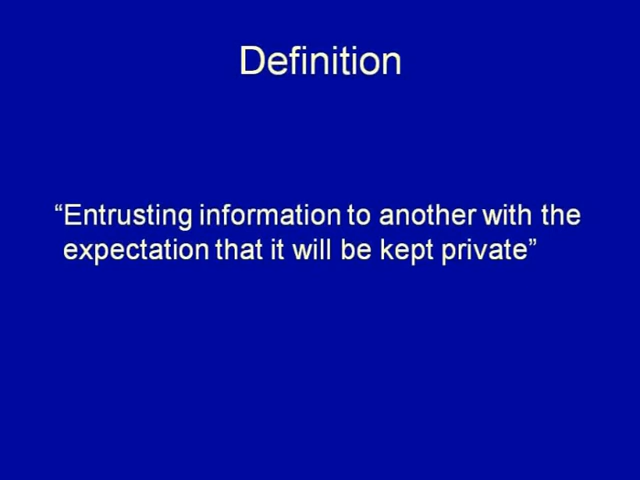 Definition
“Entrusting information to another with the
expectation that it will be kept private”